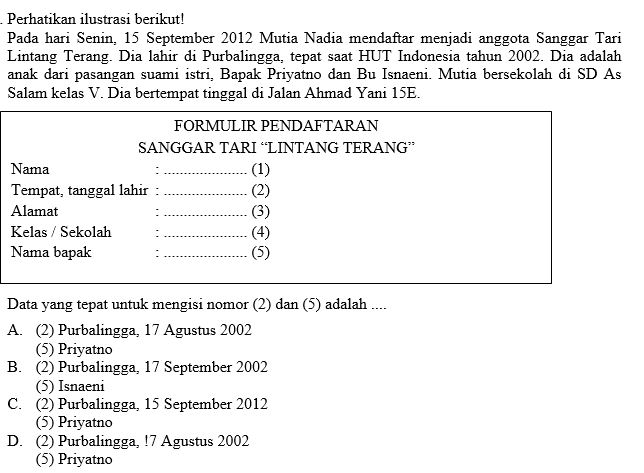 . Perhatikan ilustrasi berikut!
Pada hari Senin, 15 September 2012 Mutia Nadia mendaftar menjadi anggota Sanggar Tari
Lintang Terang. Dia lahir di Purbalingga, tepat saat HUT Indonesia tahun 2002. Dia adalah
anak dari pasangan suami istri, Bapak Priyatno dan Bu Isnaeni. Mutia bersekolah di SD As
Salam kelas V. Dia bertempat tinggal di Jalan Ahmad Yani 15E.
FORMULIR PENDAFTARAN
SANGGAR TARI “LINTANG TERANG”
Nama : ..................... (1)
Tempat, tanggal lahir : ..................... (2)
Alamat : ..................... (3)
Kelas / Sekolah : ..................... (4)
Nama bapak : ..................... (5)
Data yang tepat untuk mengisi nomor (2) dan (5) adalah ....
A. (2) Purbalingga, 17 Agustus 2002
(5) Priyatno
B. (2) Purbalingga, 17 September 2002
(5) Isnaeni
C. (2) Purbalingga, 15 September 2012
(5) Priyatno
D. (2) Purbalingga, !7 Agustus 2002
(5) Priyatno